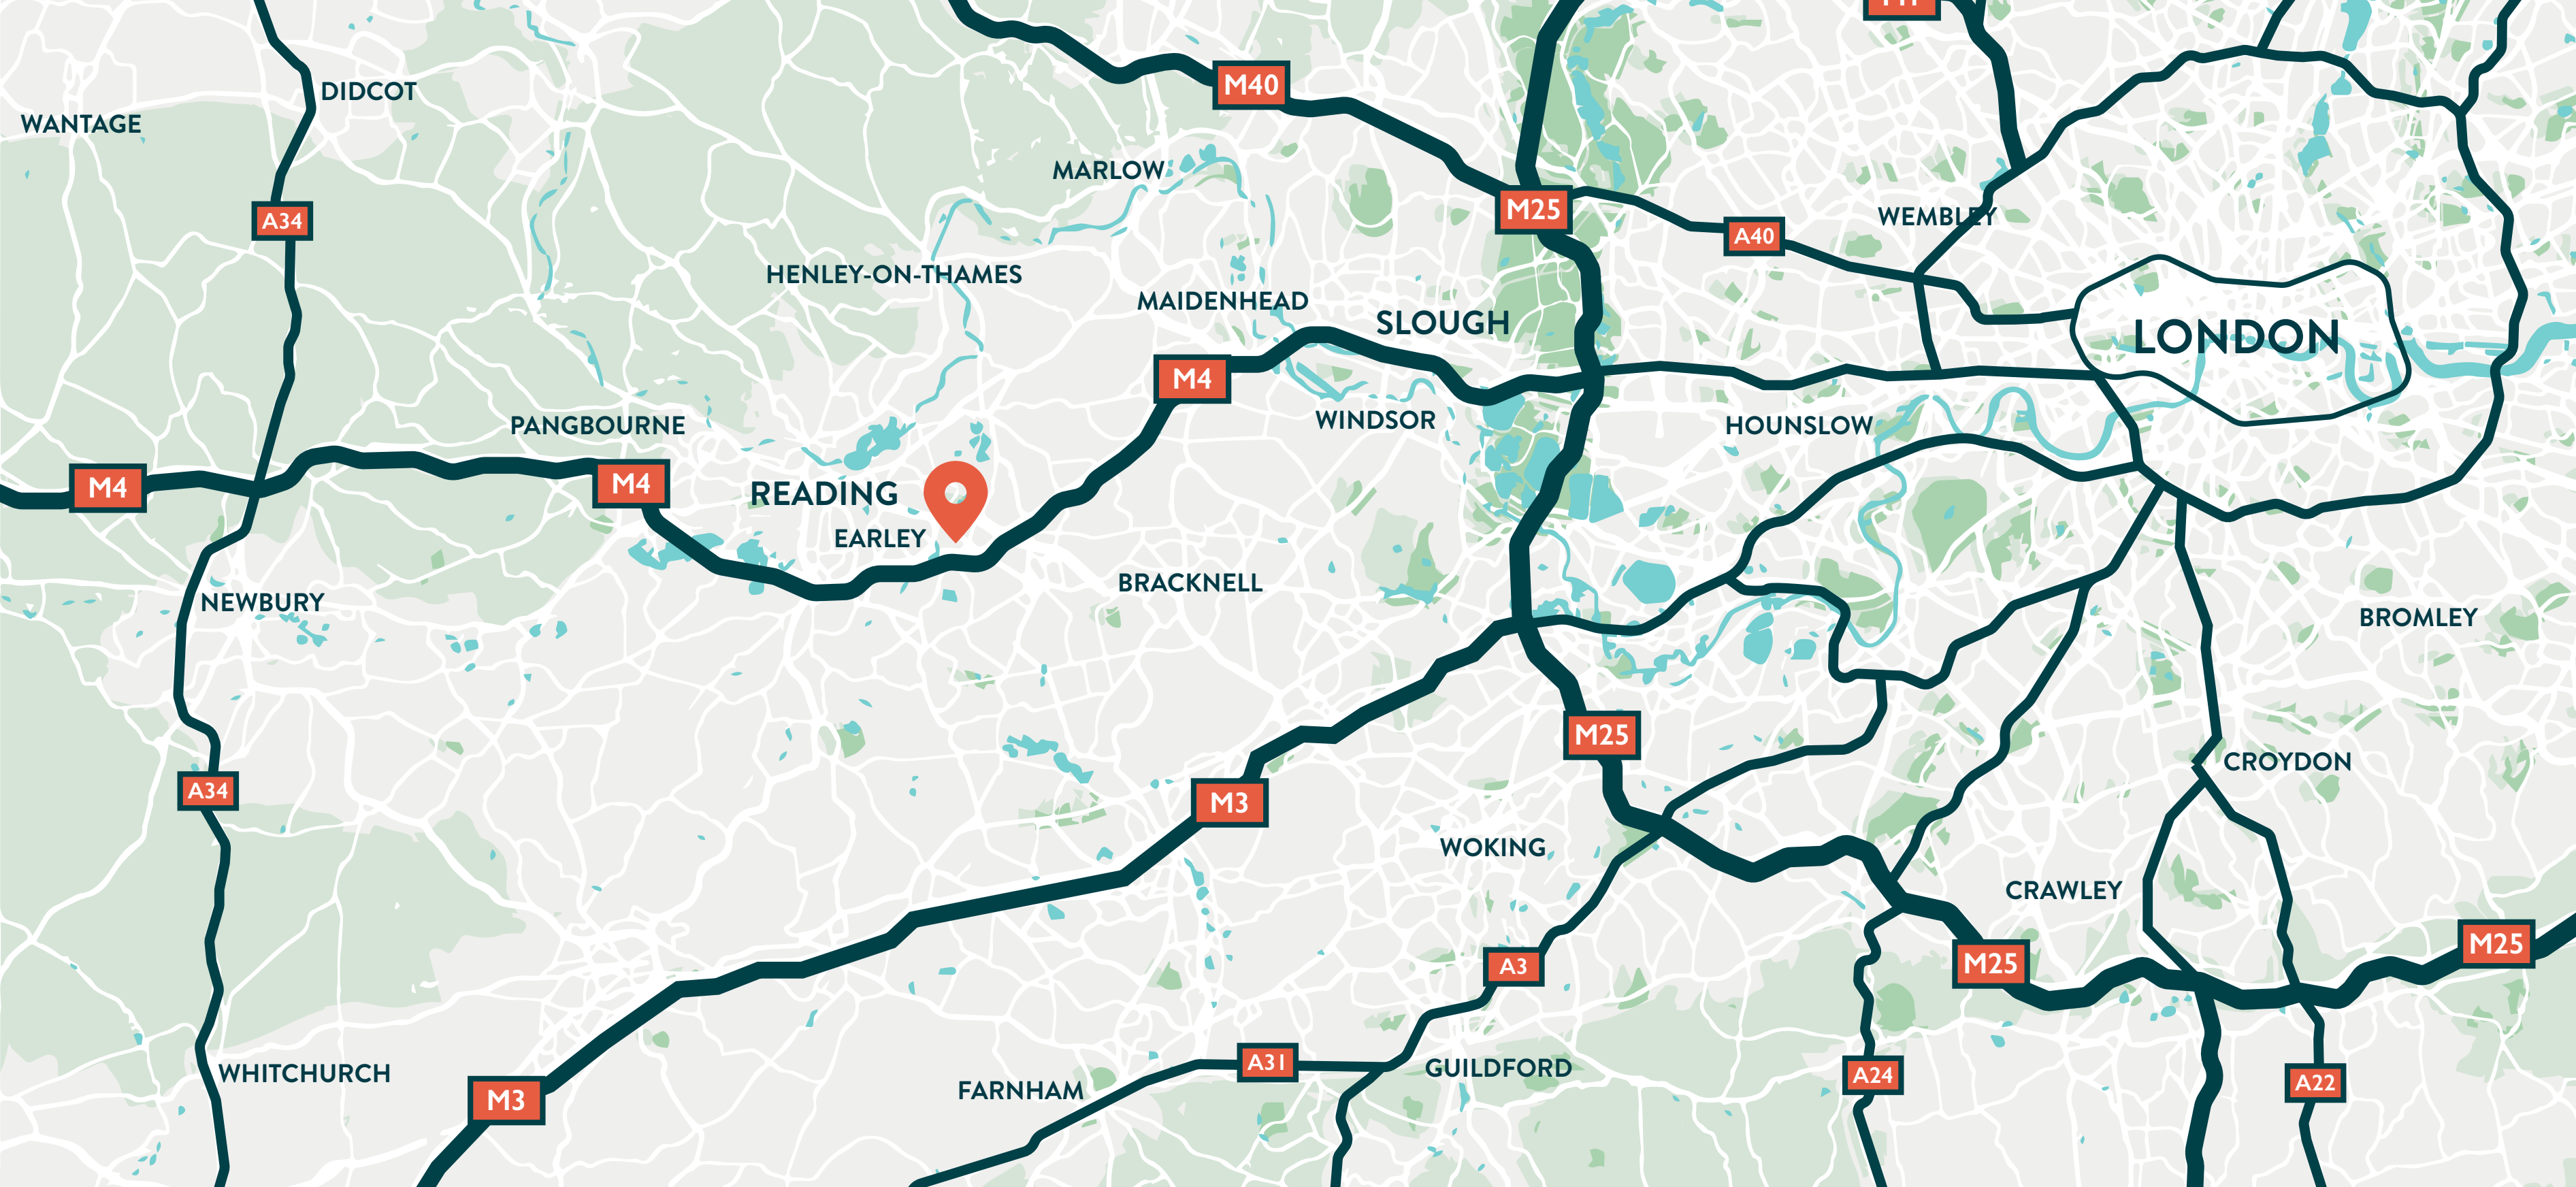 M40
DIDCOT
WANTAGE
MARLOW
A34
M25
A40
WEMBLEY
HENLEY-ON-THAMES
MAIDENHEAD
SLOUGH
LONDON
M4
WINDSOR
PANGBOURNE
HOUNSLOW
M4
M4
READING
EARLEY
BRACKNELL
NEWBURY
BROMLEY
M25
CROYDON
A34
M3
WOKING
CRAWLEY
M25
M25
A3
A31
GUILDFORD
WHITCHURCH
A24
A22
FARNHAM
M3